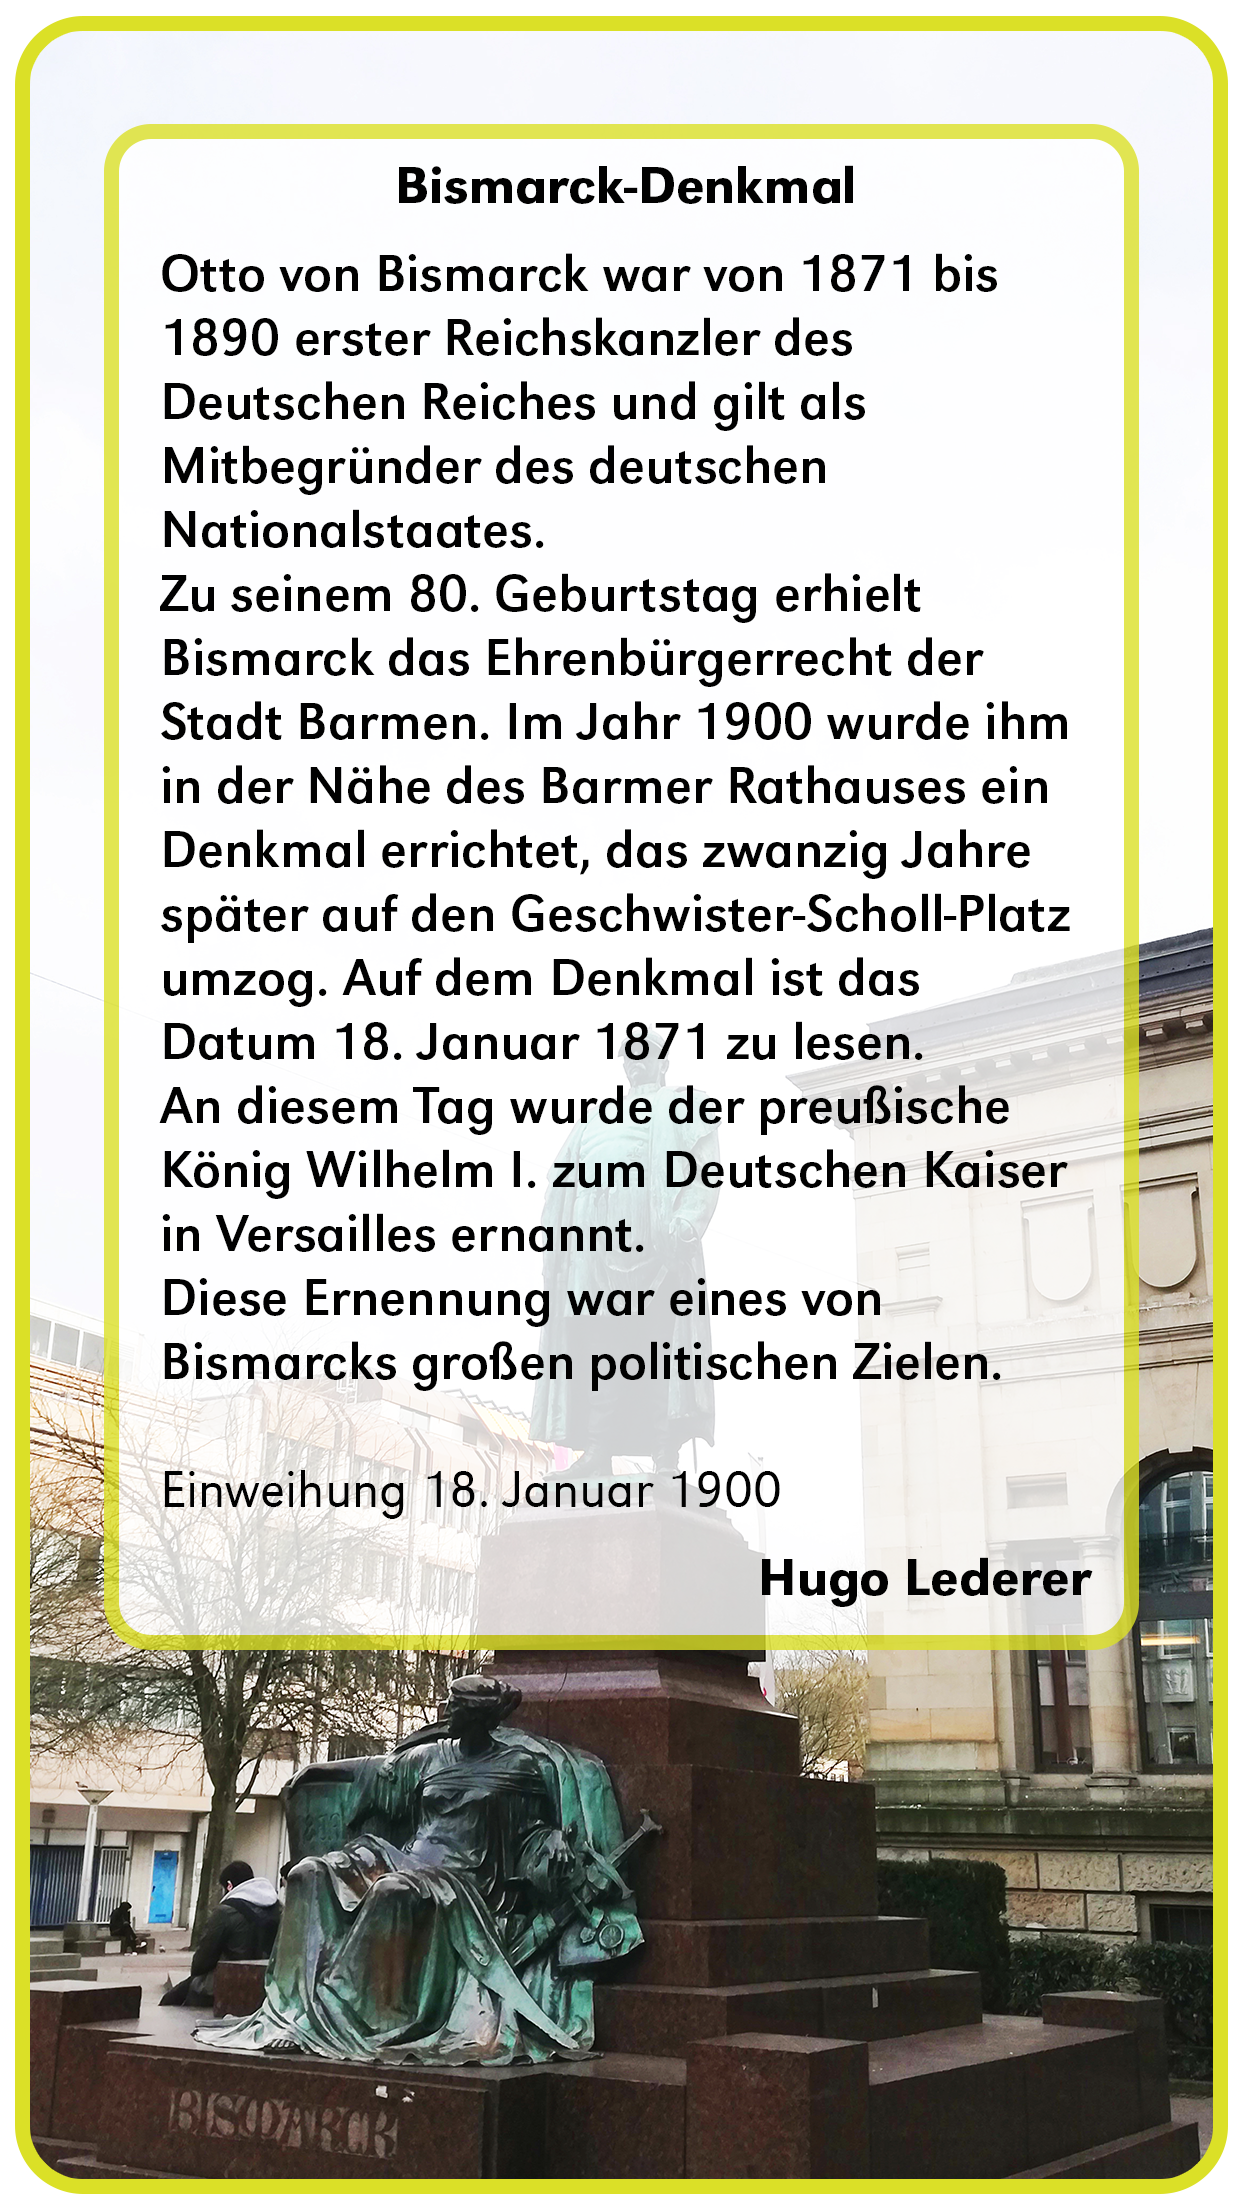 Bismarck-Denkmal
Otto von Bismarck war von 1871 bis
1890 erster Reichskanzler des
Deutschen Reiches und gilt als
Mitbegründer des deutschen
Nationalstaates.
Zu seinem 80. Geburtstag erhielt
Bismarck das Ehrenbürgerrecht der
Stadt Barmen. Im Jahr 1900 wurde ihm
in der Nähe des Barmer Rathauses ein
Denkmal errichtet, das zwanzig Jahre
später auf den Geschwister-Scholl-Platz
umzog. Auf dem Denkmal ist das
Datum 18. Januar 1871 zu lesen.
An diesem Tag wurde der preußische
König Wilhelm I. zum Deutschen Kaiser
in Versailles ernannt.
Diese Ernennung war eines von
Bismarcks großen politischen Zielen.
Einweihung 18. Januar 1900
Hugo Lederer
BISMARCK